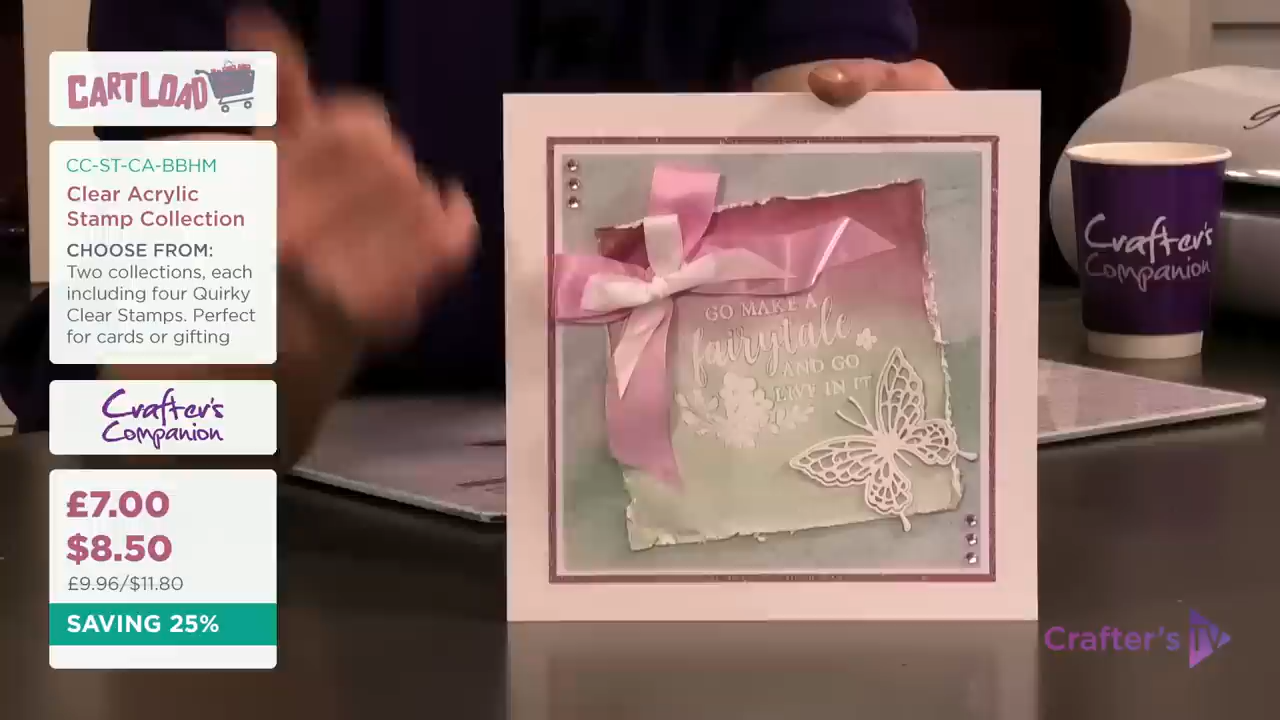 CARTLOAD
CC-ST-CA-BBHM
Clear Acrylic
Stamp Collection
CHOOSE FROM:
Two collections, each
including four Quirky
Clear Stamps. Perfect
for cards or gifting
Crafter's
Companion
£7.00
$8.50
£9.96/$11.80
SAVING 25%
GO MAKE A
fairytale
AND GO
LIVE IN IT
Crafter's
Companion
Crafter's TV